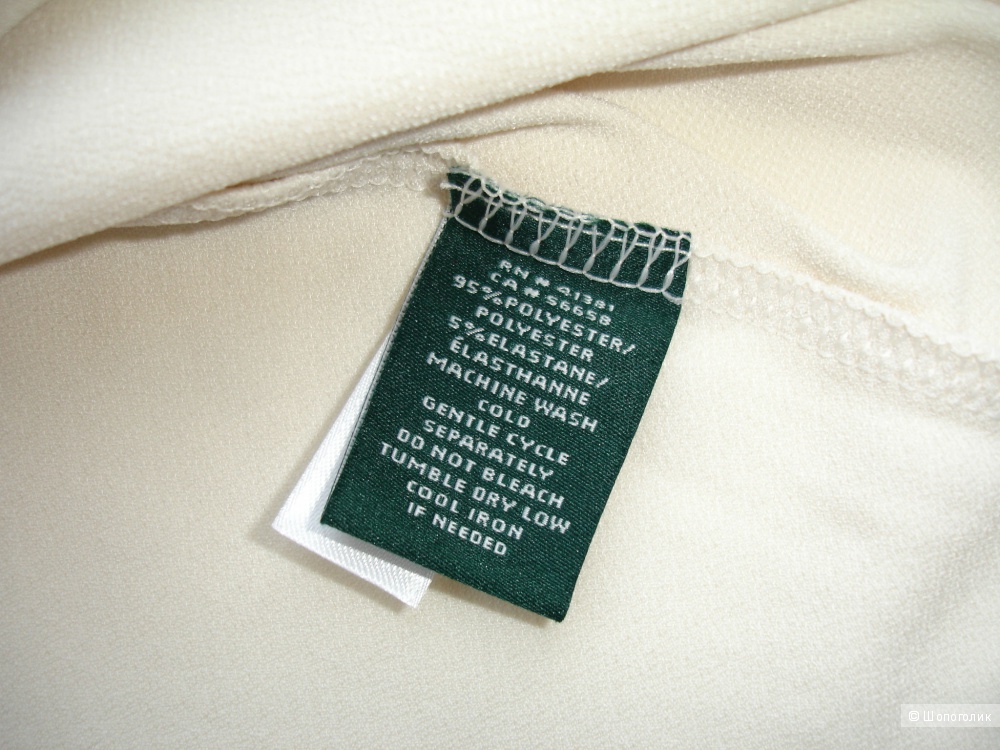 RN # 41381
CA # 56658
95%POLYESTER/
POLYESTER
5%ELASTANE/
ÉLASTHANNE
MACHINE WASH
COLD
GENTLE CYCLE
SEPARATELY
DO NOT BLEACH
TUMBLE DRY LOW
COOL IRON
IF NEEDED
© Шопоголик